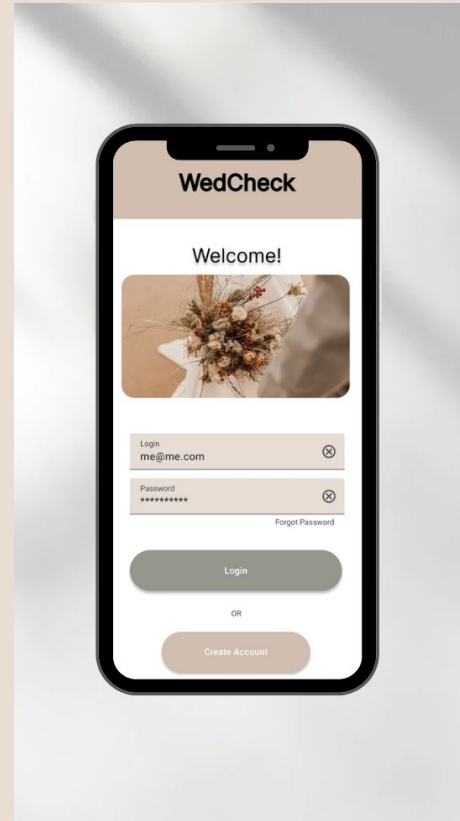 WedCheck
Welcome!
Login
me@me.com
Password
**********
Forgot Password
Login
OR
Create Account